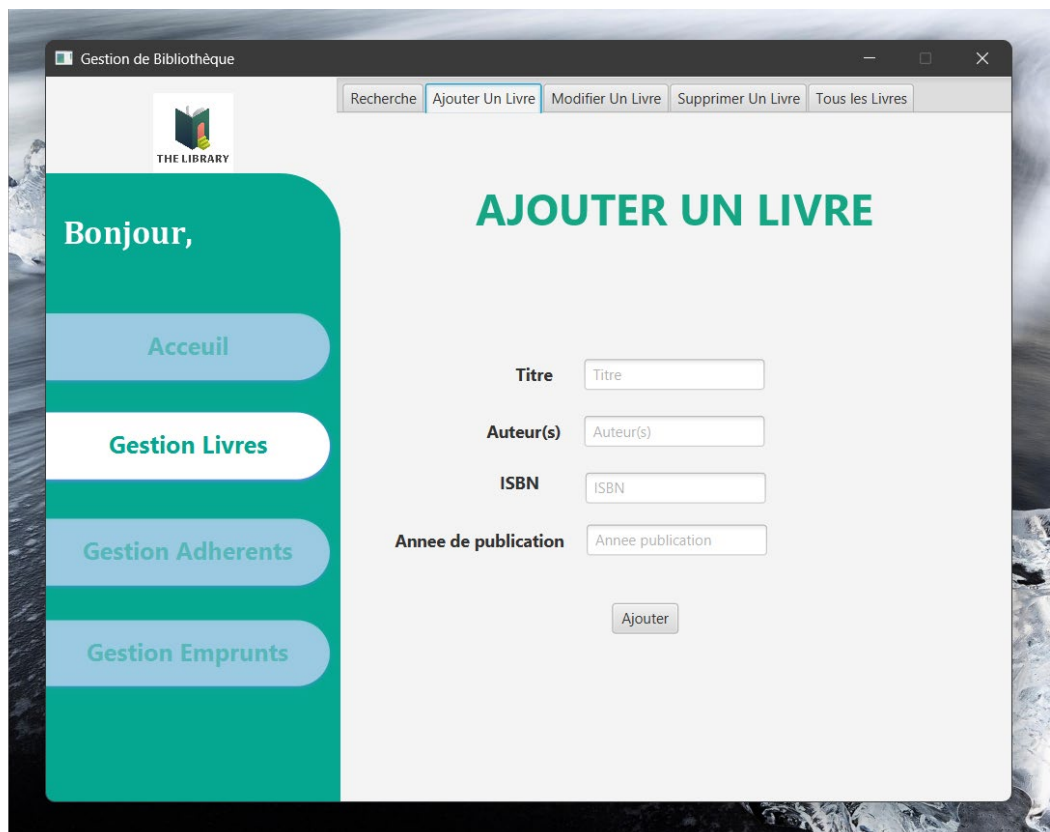 Gestion de Bibliothèque
THE LIBRARY
Bonjour,
Acceuil
Gestion Livres
Gestion Adherents
Gestion Emprunts
Recherche Ajouter Un Livre Modifier Un Livre Supprimer Un Livre Tous les Livres
AJOUTER UN LIVRE
Titre Titre
Auteur(s) Auteur(s)
ISBN ISBN
Annee de publication Annee publication
Ajouter